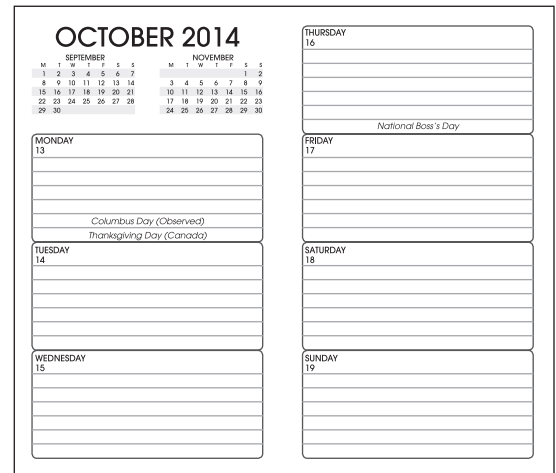 OCTOBER 2014
SEPTEMBER
M T W T F S S
1 2 3 4 5 6 7
8 9 10 11 12 13 14
15 16 17 18 19 20 21
22 23 24 25 26 27 28
29 30
NOVEMBER
M T W T F S S
1 2
3 4 5 6 7 8 9
10 11 12 13 14 15 16
17 18 19 20 21 22 23
24 25 26 27 28 29 30
MONDAY
13
Columbus Day (Observed)
Thanksgiving Day (Canada)
TUESDAY
14
WEDNESDAY
15
THURSDAY
16
National Boss's Day
FRIDAY
17
SATURDAY
18
SUNDAY
19